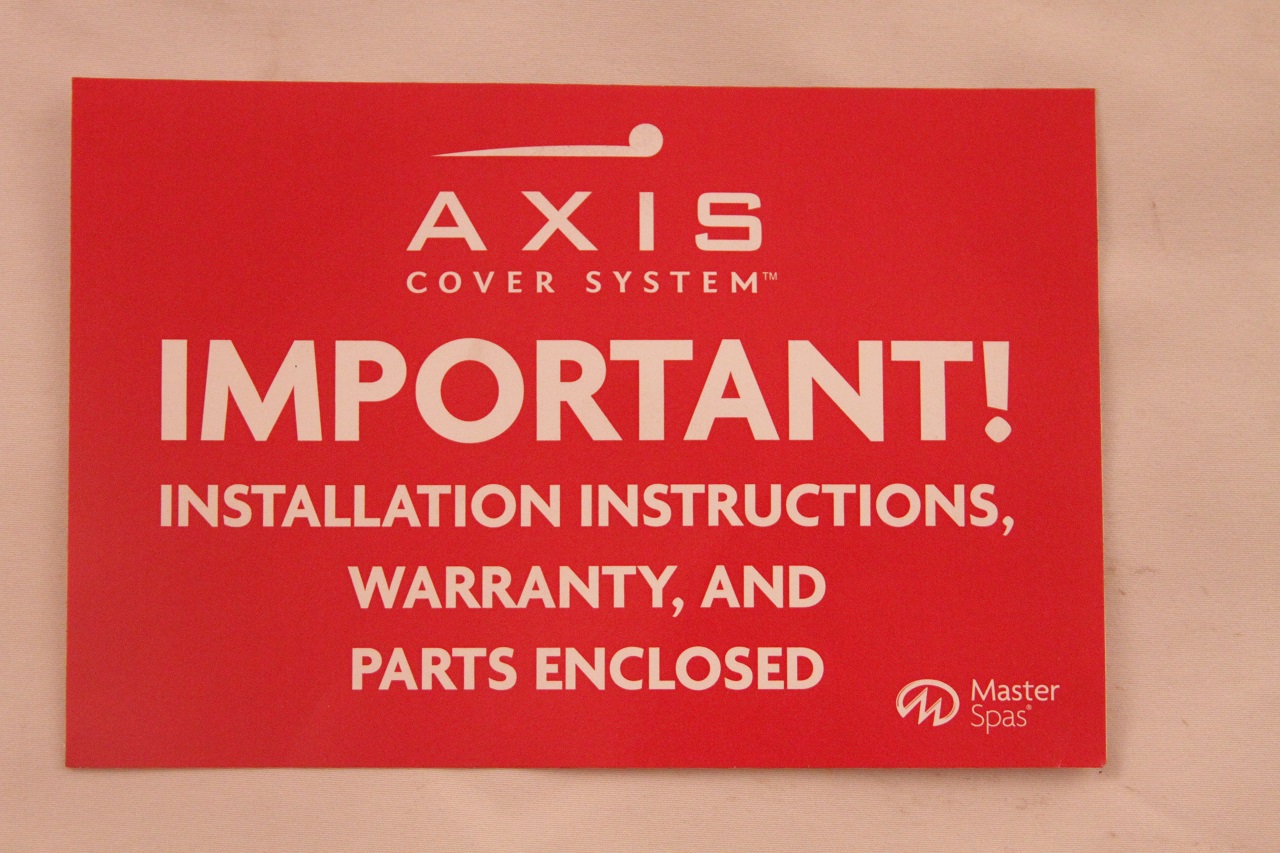 AXIS
COVER SYSTEM™
IMPORTANT!
INSTALLATION INSTRUCTIONS,
WARRANTY, AND
PARTS ENCLOSED
Master
Spas®